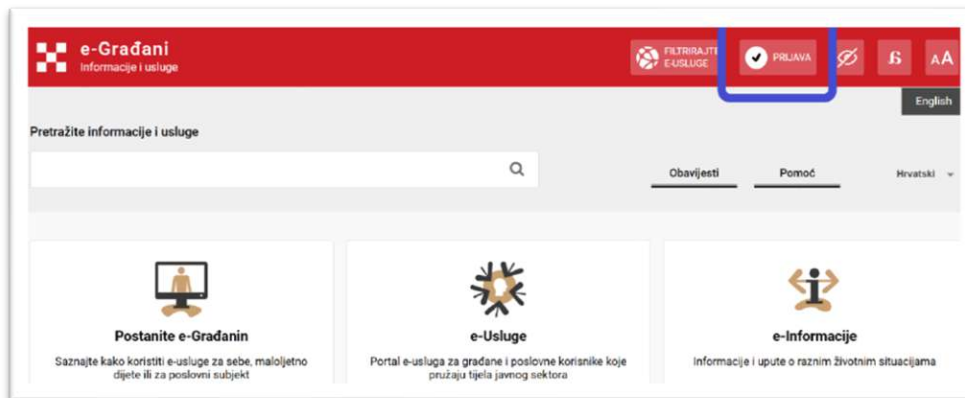 e-Građani
Informacije i usluge
FILTRIRAJTE
E-USLUGE
PRIJAVA
AA
English
Pretražite informacije i usluge
Obavijesti
Pomoć
Hrvatski
Postanite e-Građanin
Saznajte kako koristiti e-usluge za sebe, maloljetno
dijete ili za poslovni subjekt
e-Usluge
Portal e-usluga za građane i poslovne korisnike koje
pružaju tijela javnog sektora
e-Informacije
Informacije i upute o raznim životnim situacijama